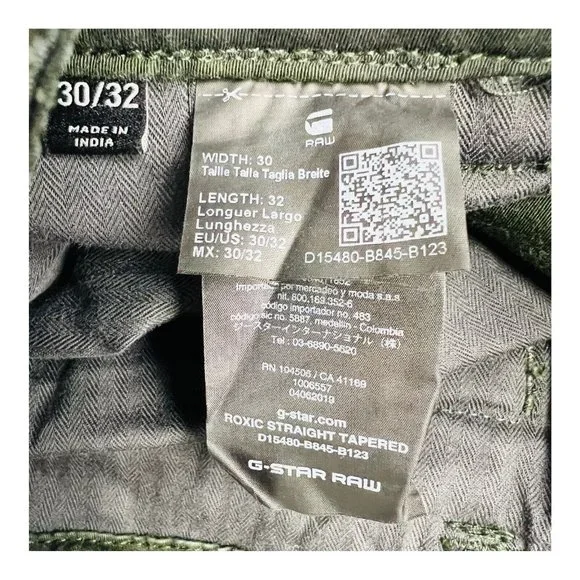 30/32
MADE IN
INDIA
RAW
WIDTH: 30
Taille Talla Taglia Breite
LENGTH: 32
Longuer Largo
Lunghezza
EU/US: 30/32
MX: 30/32
D15480-B845-B123
Importado por mercadeo y moda s.a.s
nit. 800.169.352-6
código importador no. 483
código sic no. 5887, medellin - Colombia
ジースターインターナショナル（株）
Tel: 03-6890-5620
RN 104506 / CA 41169
1006557
04062019
g-star.com
ROXIC STRAIGHT TAPERED
D15480-B845-B123
G-STAR RAW